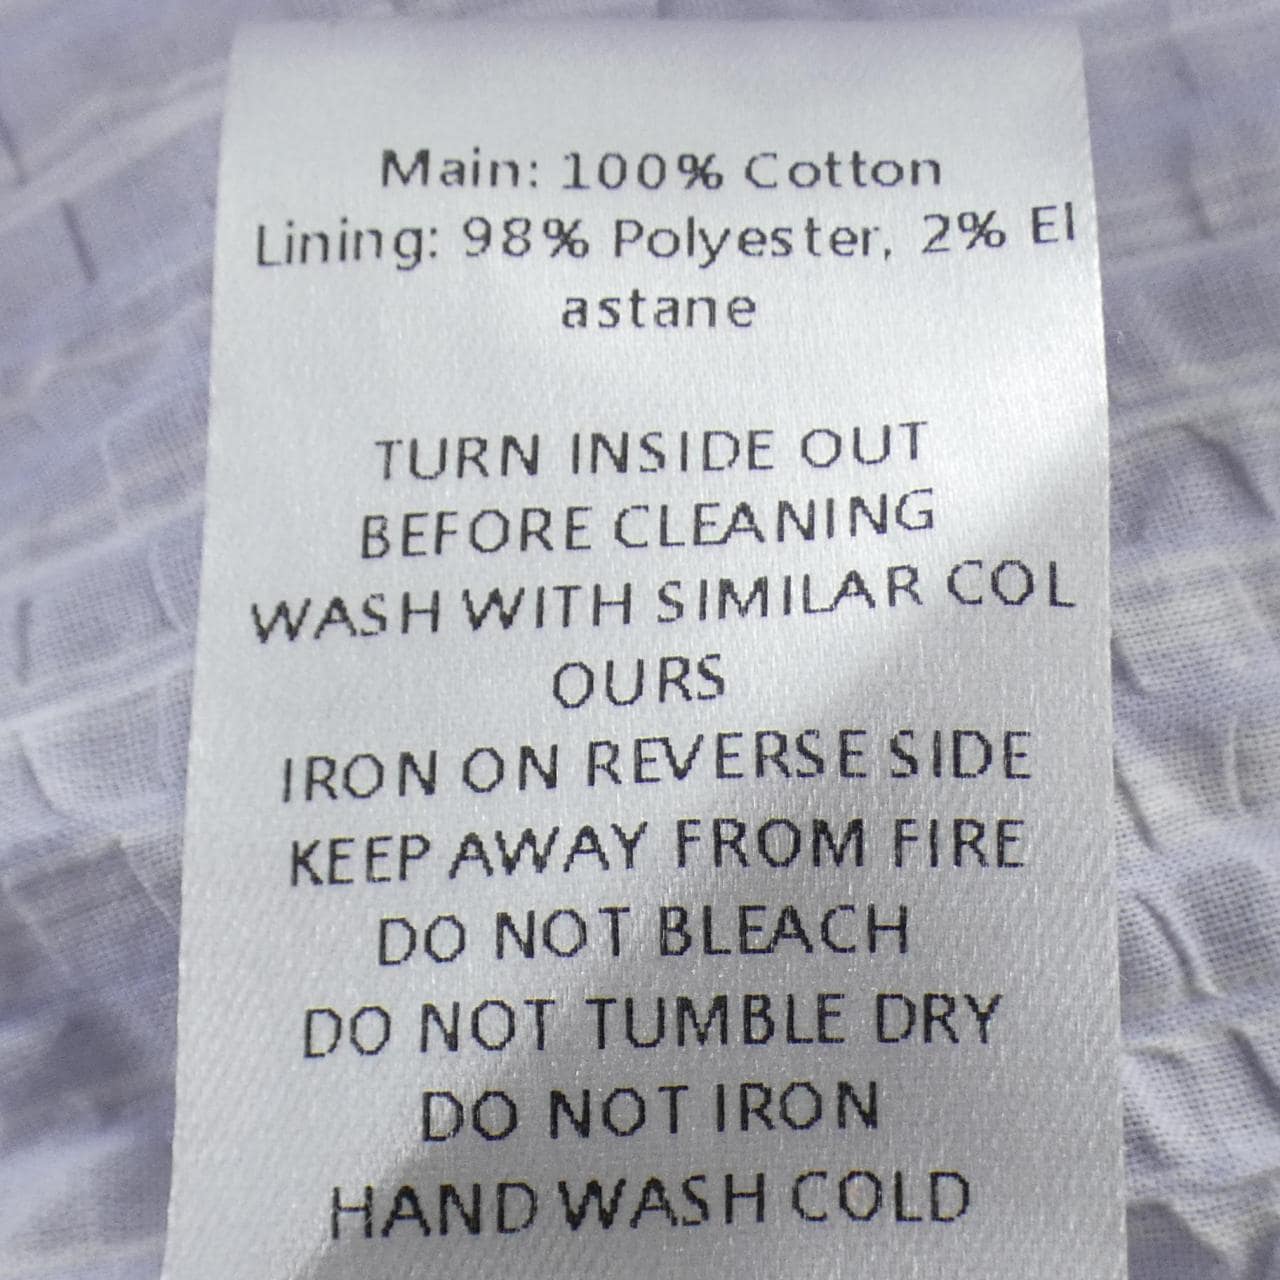 Main: 100% Cotton
Lining: 98% Polyester, 2% El
astane
TURN INSIDE OUT
BEFORE CLEANING
WASH WITH SIMILAR COL
OURS
IRON ON REVERSE SIDE
KEEP AWAY FROM FIRE
DO NOT BLEACH
DO NOT TUMBLE DRY
DO NOT IRON
HAND WASH COLD